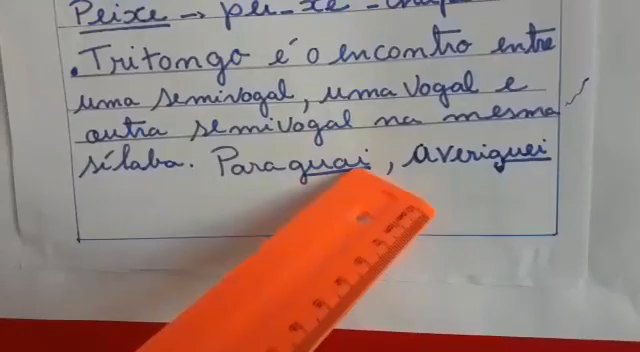 Peixe → pei-xe
• Tritongo é o encontro entre
uma semivogal, uma vogal e
outra semivogal na mesma
sílaba. Paraguai, averiguei